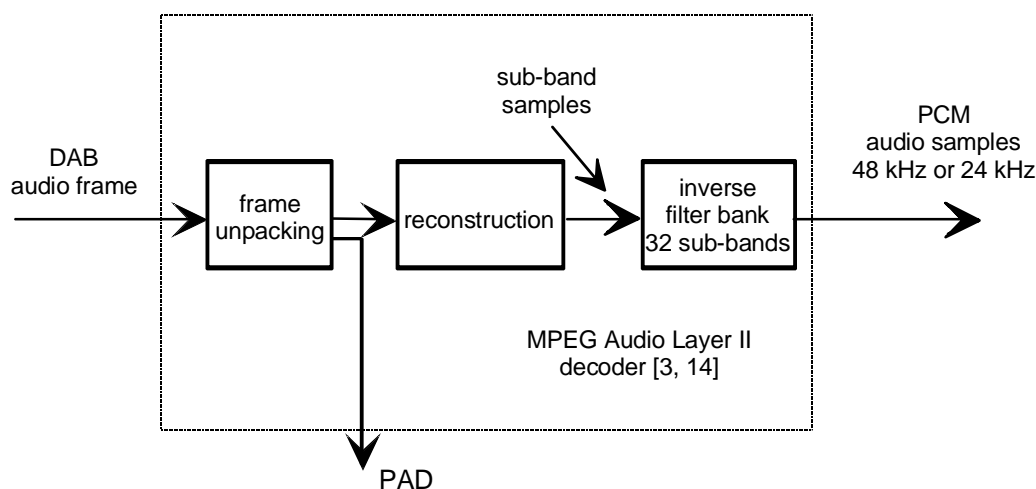 sub-band
samples
PCM
audio samples
48 kHz or 24 kHz
DAB
audio frame
frame
unpacking
reconstruction
inverse
filter bank
32 sub-bands
MPEG Audio Layer II
decoder [3, 14]
PAD